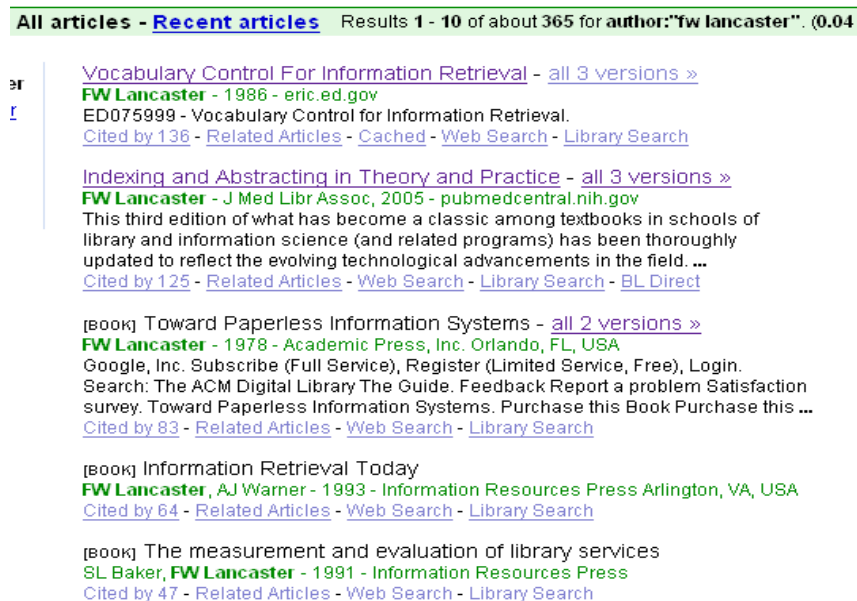 All articles - Recent articles Results 1 - 10 of about 365 for author:"fw lancaster". (0.04
er
r
Vocabulary Control For Information Retrieval - all 3 versions »
FW Lancaster - 1986 - eric.ed.gov
ED075999 - Vocabulary Control for Information Retrieval.
Cited by 136 - Related Articles - Cached - Web Search - Library Search
Indexing and Abstracting in Theory and Practice - all 3 versions »
FW Lancaster - J Med Libr Assoc, 2005 - pubmedcentral.nih.gov
This third edition of what has become a classic among textbooks in schools of
library and information science (and related programs) has been thoroughly
updated to reflect the evolving technological advancements in the field. ...
Cited by 125 - Related Articles - Web Search - Library Search - BL Direct
[BOOK] Toward Paperless Information Systems - all 2 versions »
FW Lancaster - 1978 - Academic Press, Inc. Orlando, FL, USA
Google, Inc. Subscribe (Full Service), Register (Limited Service, Free), Login.
Search: The ACM Digital Library The Guide. Feedback Report a problem Satisfaction
survey. Toward Paperless Information Systems. Purchase this Book Purchase this ...
Cited by 83 - Related Articles - Web Search - Library Search
[BOOK] Information Retrieval Today
FW Lancaster, AJ Warner - 1993 - Information Resources Press Arlington, VA, USA
Cited by 64 - Related Articles - Web Search - Library Search
[BOOK] The measurement and evaluation of library services
SL Baker, FW Lancaster - 1991 - Information Resources Press
Cited by 47 - Related Articles - Web Search - Library Search